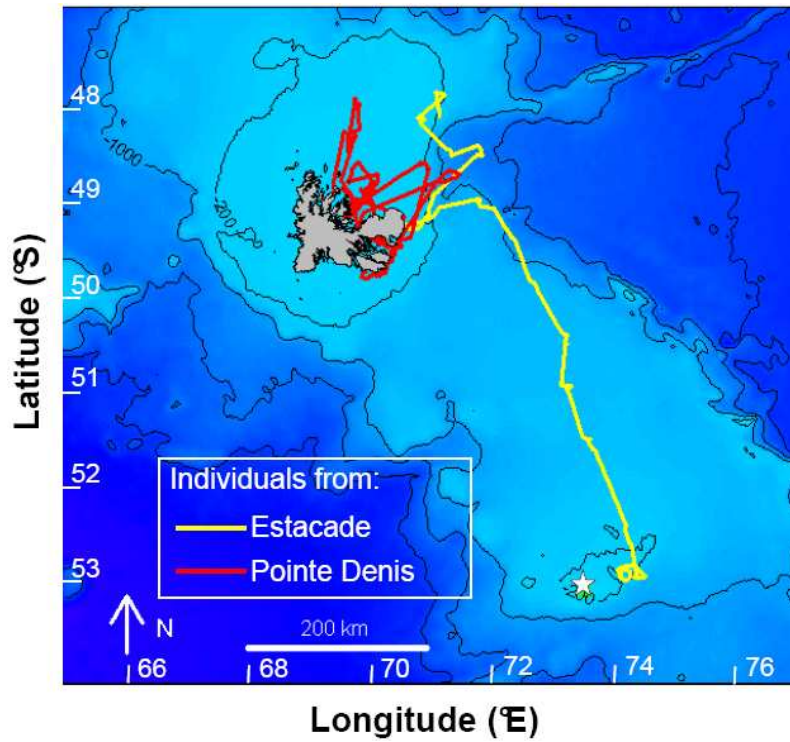 48
-1000
49
-200
50
51
52
53
Latitude (°S)
Individuals from:
Estacade
Pointe Denis
N
200 km
66
68
70
72
74
76
Longitude (°E)